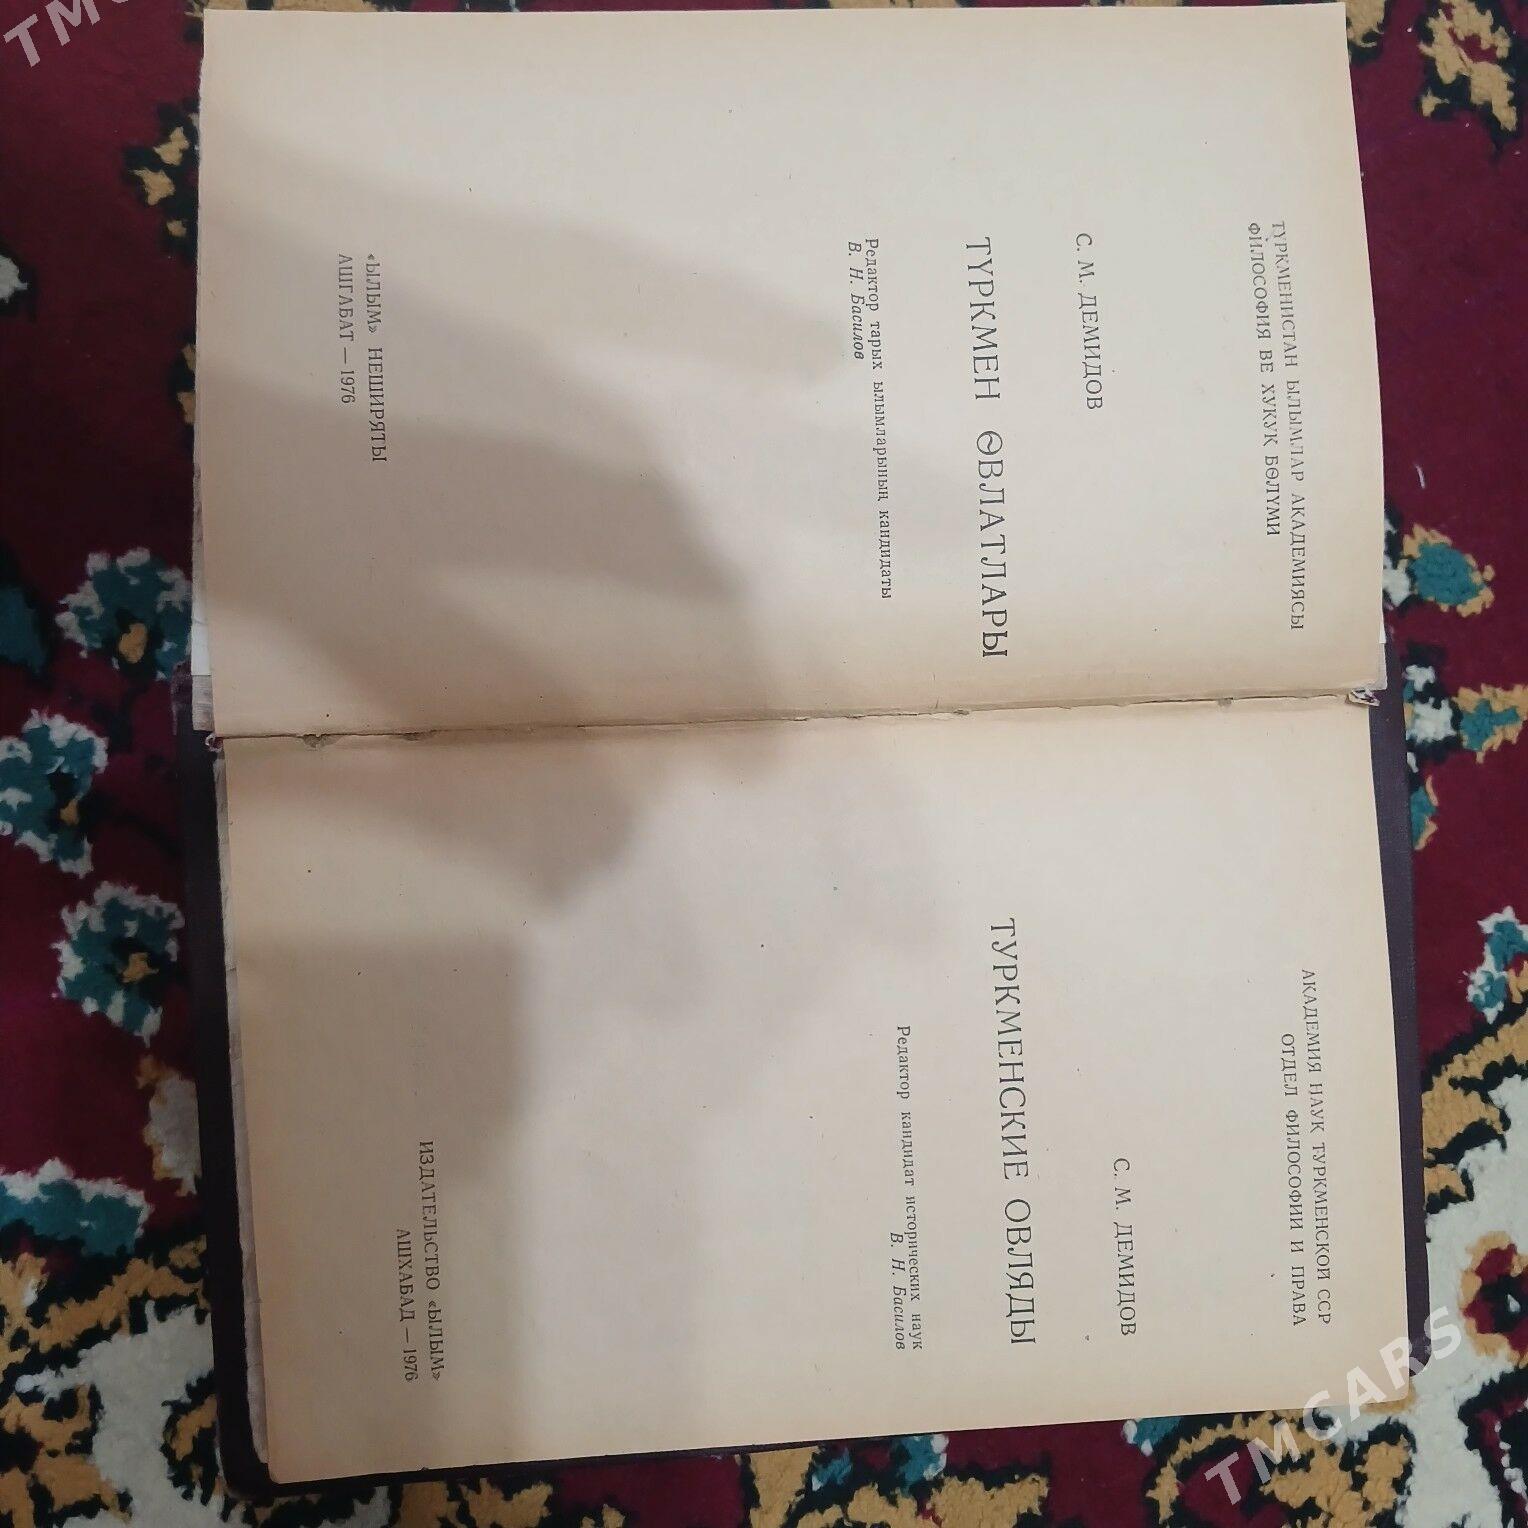 ТҮРКМЕНИСТАН ЫЛЫМЛАР АКАДЕМИЯСЫ
ФИЛОСОФИЯ ВЕ ХУКУК БӨЛҮМИ
С. М. ДЕМИДОВ
ТҮРКМЕН ӨВЛАТЛАРЫ
Редактор тарых ылымларының кандидаты
В. Н. Басилов
«ЫЛЫМ» НЕШИРЯТЫ
АШГАБАТ — 1976
АКАДЕМИЯ НАУК ТУРКМЕНСКОЙ ССР
ОТДЕЛ ФИЛОСОФИИ И ПРАВА
С. М. ДЕМИДОВ
ТУРКМЕНСКИЕ ОВЛЯДЫ
Редактор кандидат исторических наук
В. Н. Басилов
ИЗДАТЕЛЬСТВО «ЫЛЫМ»
АШХАБАД — 1976
TMCARS